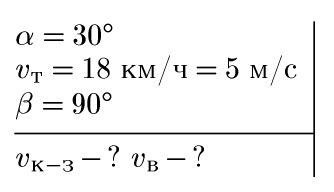 α = 30°
v_т = 18 км/ч = 5 м/с
β = 90°
v_к−з − ? v_в − ?